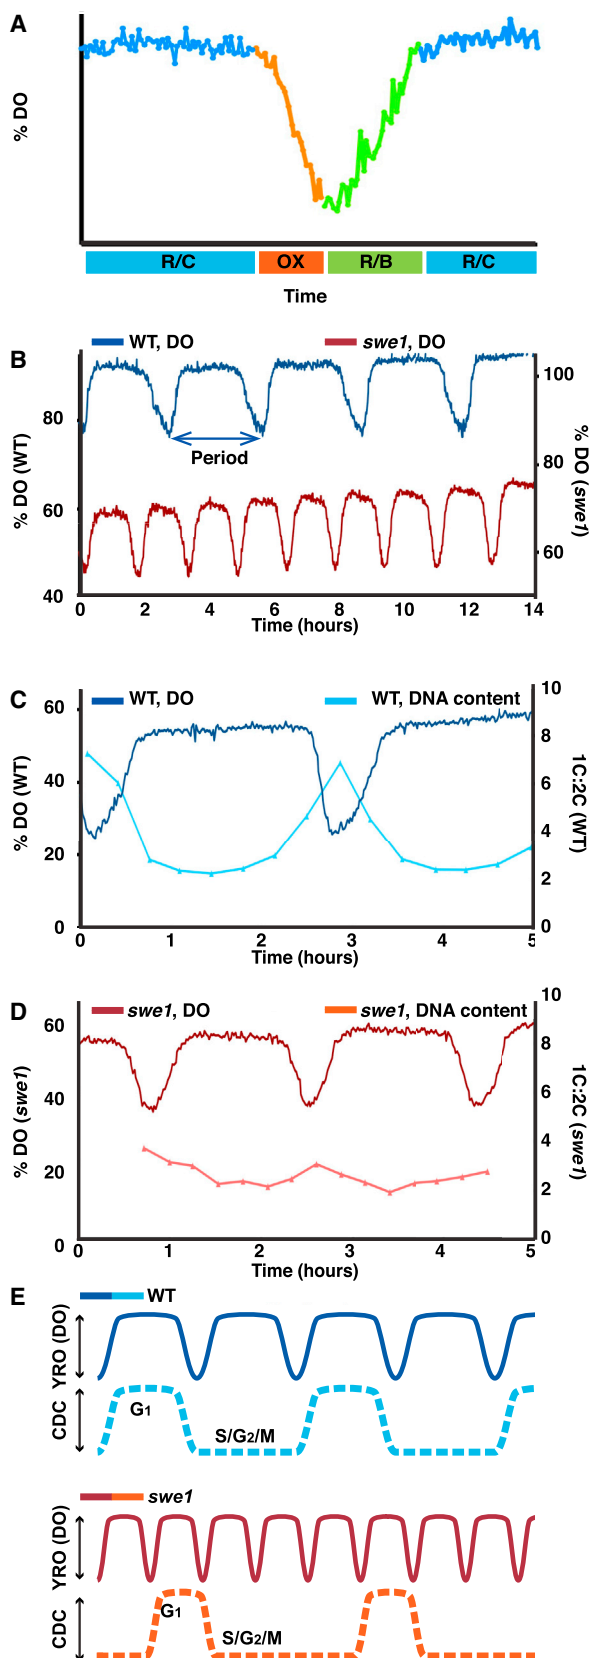 A
% DO
R/C OX R/B R/C
Time
B
WT, DO swe1, DO
% DO (WT)
80
60
40
Period
100
80
60
% DO (swe1)
0 2 4 6 8 10 12 14
Time (hours)
C
WT, DO WT, DNA content
% DO (WT)
60
40
20
0
10
8
6
4
2
0
1C:2C (WT)
1 2 3 4 5
Time (hours)
D
swe1, DO swe1, DNA content
% DO (swe1)
60
40
20
0
10
8
6
4
2
0
1C:2C (swe1)
0 1 2 3 4 5
Time (hours)
E
WT
YRO (DO)
CDC
G1
S/G2/M
swe1
YRO (DO)
CDC
G1
S/G2/M